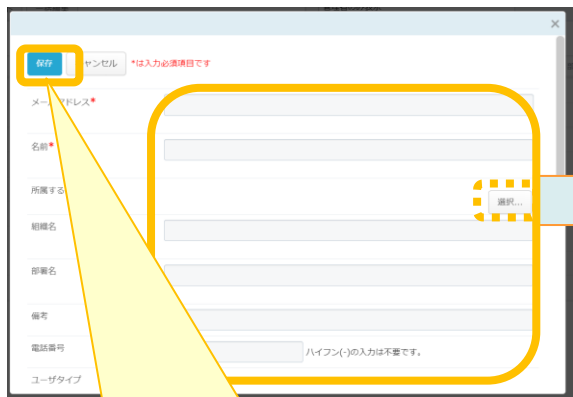 ×
保存 ャンセル *は入力必須項目です
メールアドレス*
名前*
所属する
選択...
組織名
部署名
備考
電話番号 ハイフン(-)の入力は不要です。
ユーザタイプ